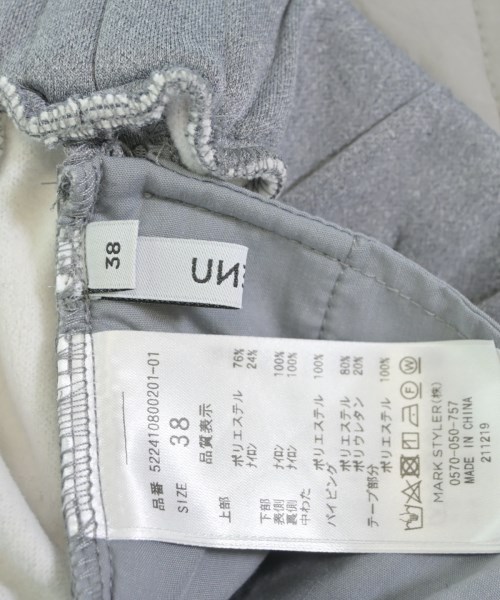 38
UN
品番 522410800201-01
SIZE 38
品質表示
上部
ポリエステル 76%
ナイロン 24%
下部
表側 ナイロン 100%
裏側 ナイロン 100%
中わた
ポリエステル 100%
パイピング
ポリエステル 80%
ポリウレタン 20%
テープ部分
ポリエステル 100%
MARK STYLER(株)
0570-050-757
MADE IN CHINA
211219